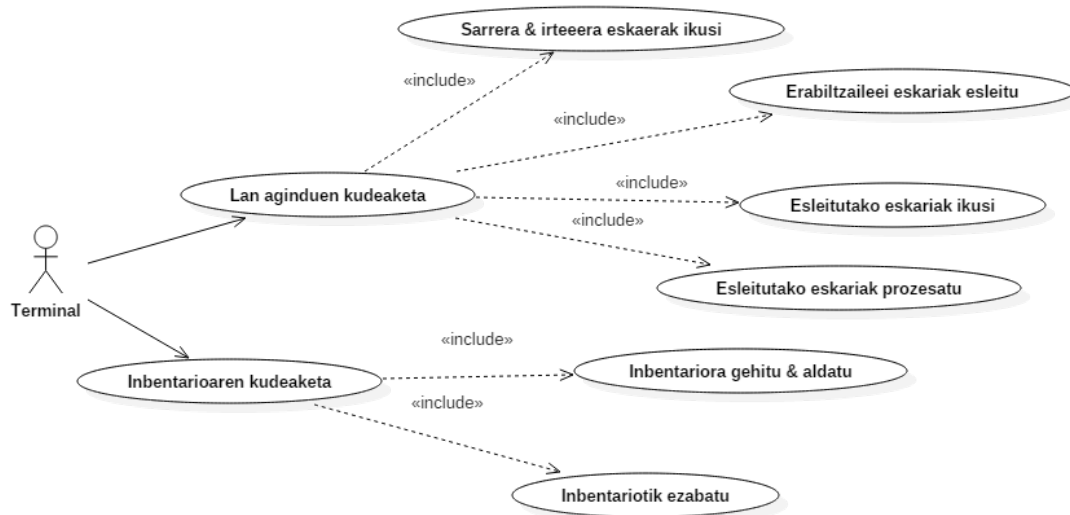 Sarrera & irteeera eskaerak ikusi
«include»
Erabiltzaileei eskariak esleitu
«include»
Lan aginduen kudeaketa
«include»
Esleitutako eskariak ikusi
«include»
Esleitutako eskariak prozesatu
Terminal
«include»
Inbentarioaren kudeaketa
Inbentariora gehitu & aldatu
«include»
Inbentariotik ezabatu